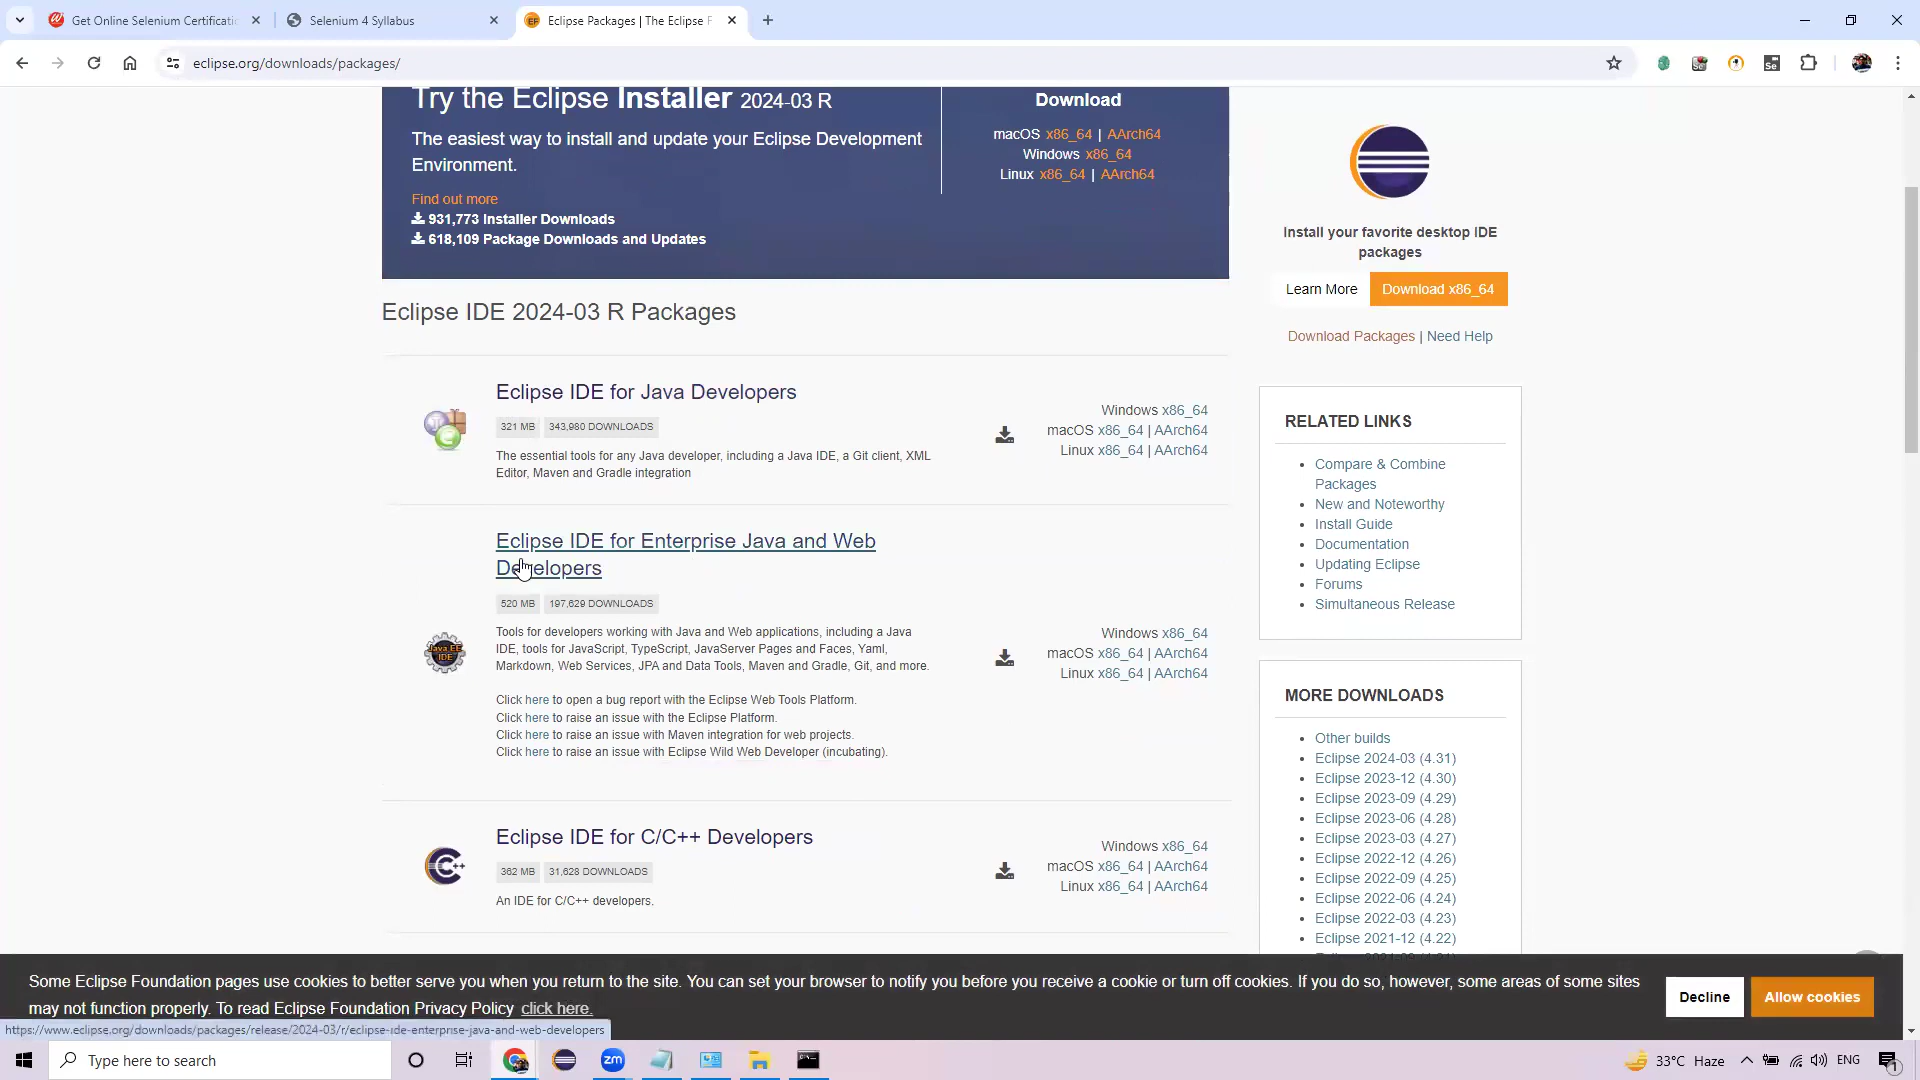 Get Online Selenium Certificatio
Selenium 4 Syllabus
Eclipse Packages | The Eclipse F
eclipse.org/downloads/packages/
Try the Eclipse Installer 2024-03 R
The easiest way to install and update your Eclipse Development
Environment.
Find out more
931,773 Installer Downloads
618,109 Package Downloads and Updates
Download
macOS x86_64 | AArch64
Windows x86_64
Linux x86_64 | AArch64
Install your favorite desktop IDE
packages
Learn More
Download x86_64
Download Packages | Need Help
Eclipse IDE 2024-03 R Packages
Eclipse IDE for Java Developers
321 MB 343,980 DOWNLOADS
The essential tools for any Java developer, including a Java IDE, a Git client, XML
Editor, Maven and Gradle integration
Windows x86_64
macOS x86_64 | AArch64
Linux x86_64 | AArch64
Eclipse IDE for Enterprise Java and Web
Developers
520 MB 197,629 DOWNLOADS
Tools for developers working with Java and Web applications, including a Java
IDE, tools for JavaScript, TypeScript, JavaServer Pages and Faces, Yaml,
Markdown, Web Services, JPA and Data Tools, Maven and Gradle, Git, and more.
Click here to open a bug report with the Eclipse Web Tools Platform.
Click here to raise an issue with the Eclipse Platform.
Click here to raise an issue with Maven integration for web projects.
Click here to raise an issue with Eclipse Wild Web Developer (incubating).
Java EE
IDE
Windows x86_64
macOS x86_64 | AArch64
Linux x86_64 | AArch64
Eclipse IDE for C/C++ Developers
362 MB 31,628 DOWNLOADS
An IDE for C/C++ developers.
C++
Windows x86_64
macOS x86_64 | AArch64
Linux x86_64 | AArch64
RELATED LINKS
Compare & Combine
Packages
New and Noteworthy
Install Guide
Documentation
Updating Eclipse
Forums
Simultaneous Release
MORE DOWNLOADS
Other builds
Eclipse 2024-03 (4.31)
Eclipse 2023-12 (4.30)
Eclipse 2023-09 (4.29)
Eclipse 2023-06 (4.28)
Eclipse 2023-03 (4.27)
Eclipse 2022-12 (4.26)
Eclipse 2022-09 (4.25)
Eclipse 2022-06 (4.24)
Eclipse 2022-03 (4.23)
Eclipse 2021-12 (4.22)
Some Eclipse Foundation pages use cookies to better serve you when you return to the site. You can set your browser to notify you before you receive a cookie or turn off cookies. If you do so, however, some areas of some sites
may not function properly. To read Eclipse Foundation Privacy Policy click here.
Decline
Allow cookies
https://www.eclipse.org/downloads/packages/release/2024-03/r/eclipse-ide-enterprise-java-and-web-developers
Type here to search
zm
33°C Haze
ENG
1